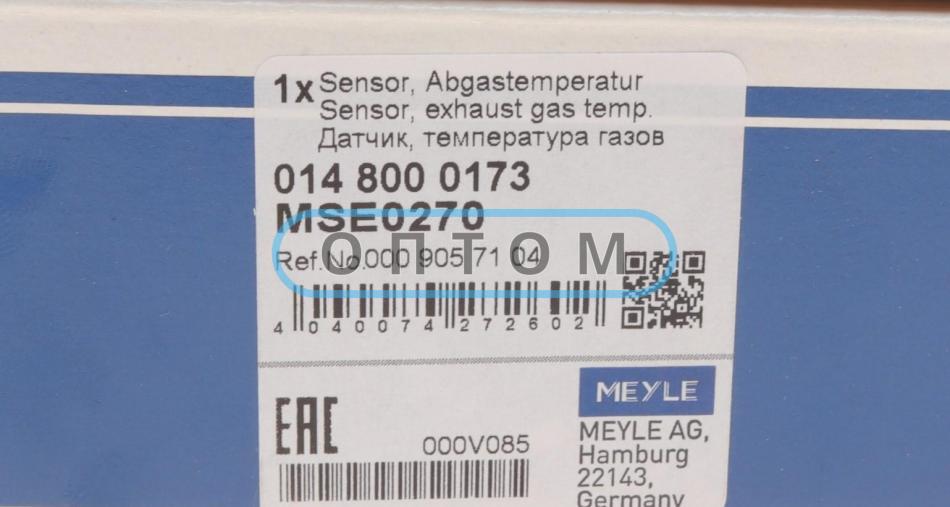 1x Sensor, Abgastemperatur
Sensor, exhaust gas temp.
Датчик, температура газов
014 800 0173
MSE0270
ОПТОМ
Ref.No.000 905 71 04
4 040074 272602
EAC
000V085
MEYLE
MEYLE AG,
Hamburg
22143,
Germany